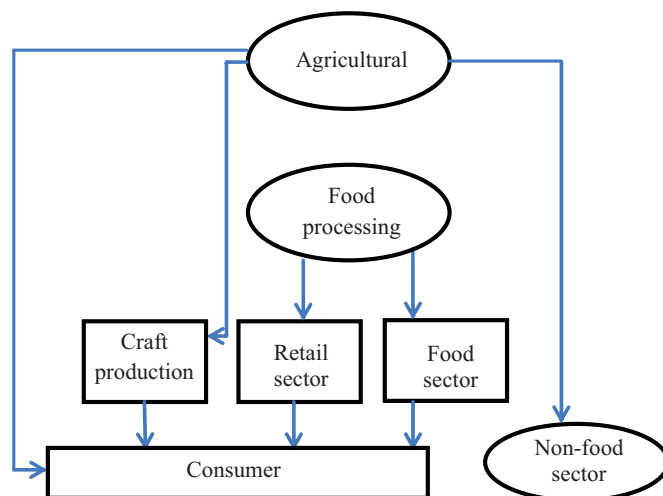 Agricultural
Food
processing
Craft
production
Retail
sector
Food
sector
Consumer
Non-food
sector